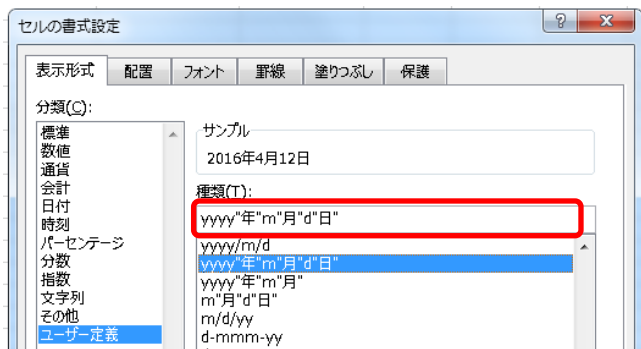 セルの書式設定
表示形式 配置 フォント 罫線 塗りつぶし 保護
分類(C):
標準
数値
通貨
会計
日付
時刻
パーセンテージ
分数
指数
文字列
その他
ユーザー定義
サンプル
2016年4月12日
種類(T):
yyyy"年"m"月"d"日"
yyyy/m/d
yyyy"年"m"月"d"日"
yyyy"年"m"月"
m"月"d"日"
m/d/yy
d-mmm-yy